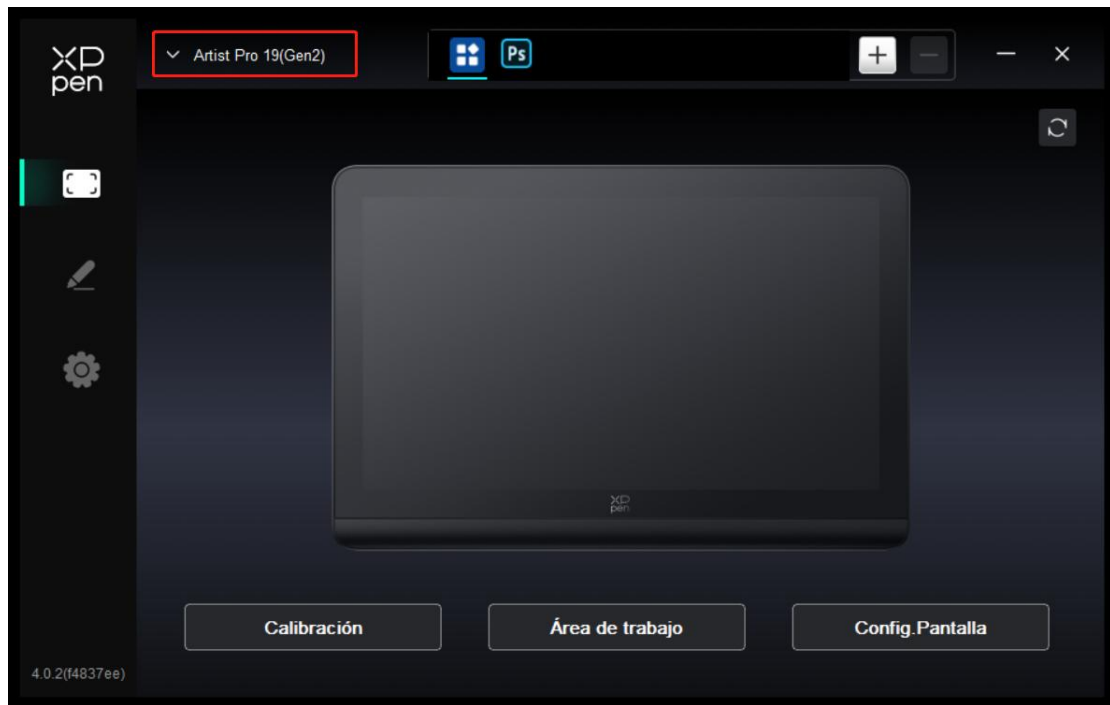 XP
pen
Artist Pro 19(Gen2)
Ps
XP
pen
Calibración
Área de trabajo
Config.Pantalla
4.0.2(f4837ee)